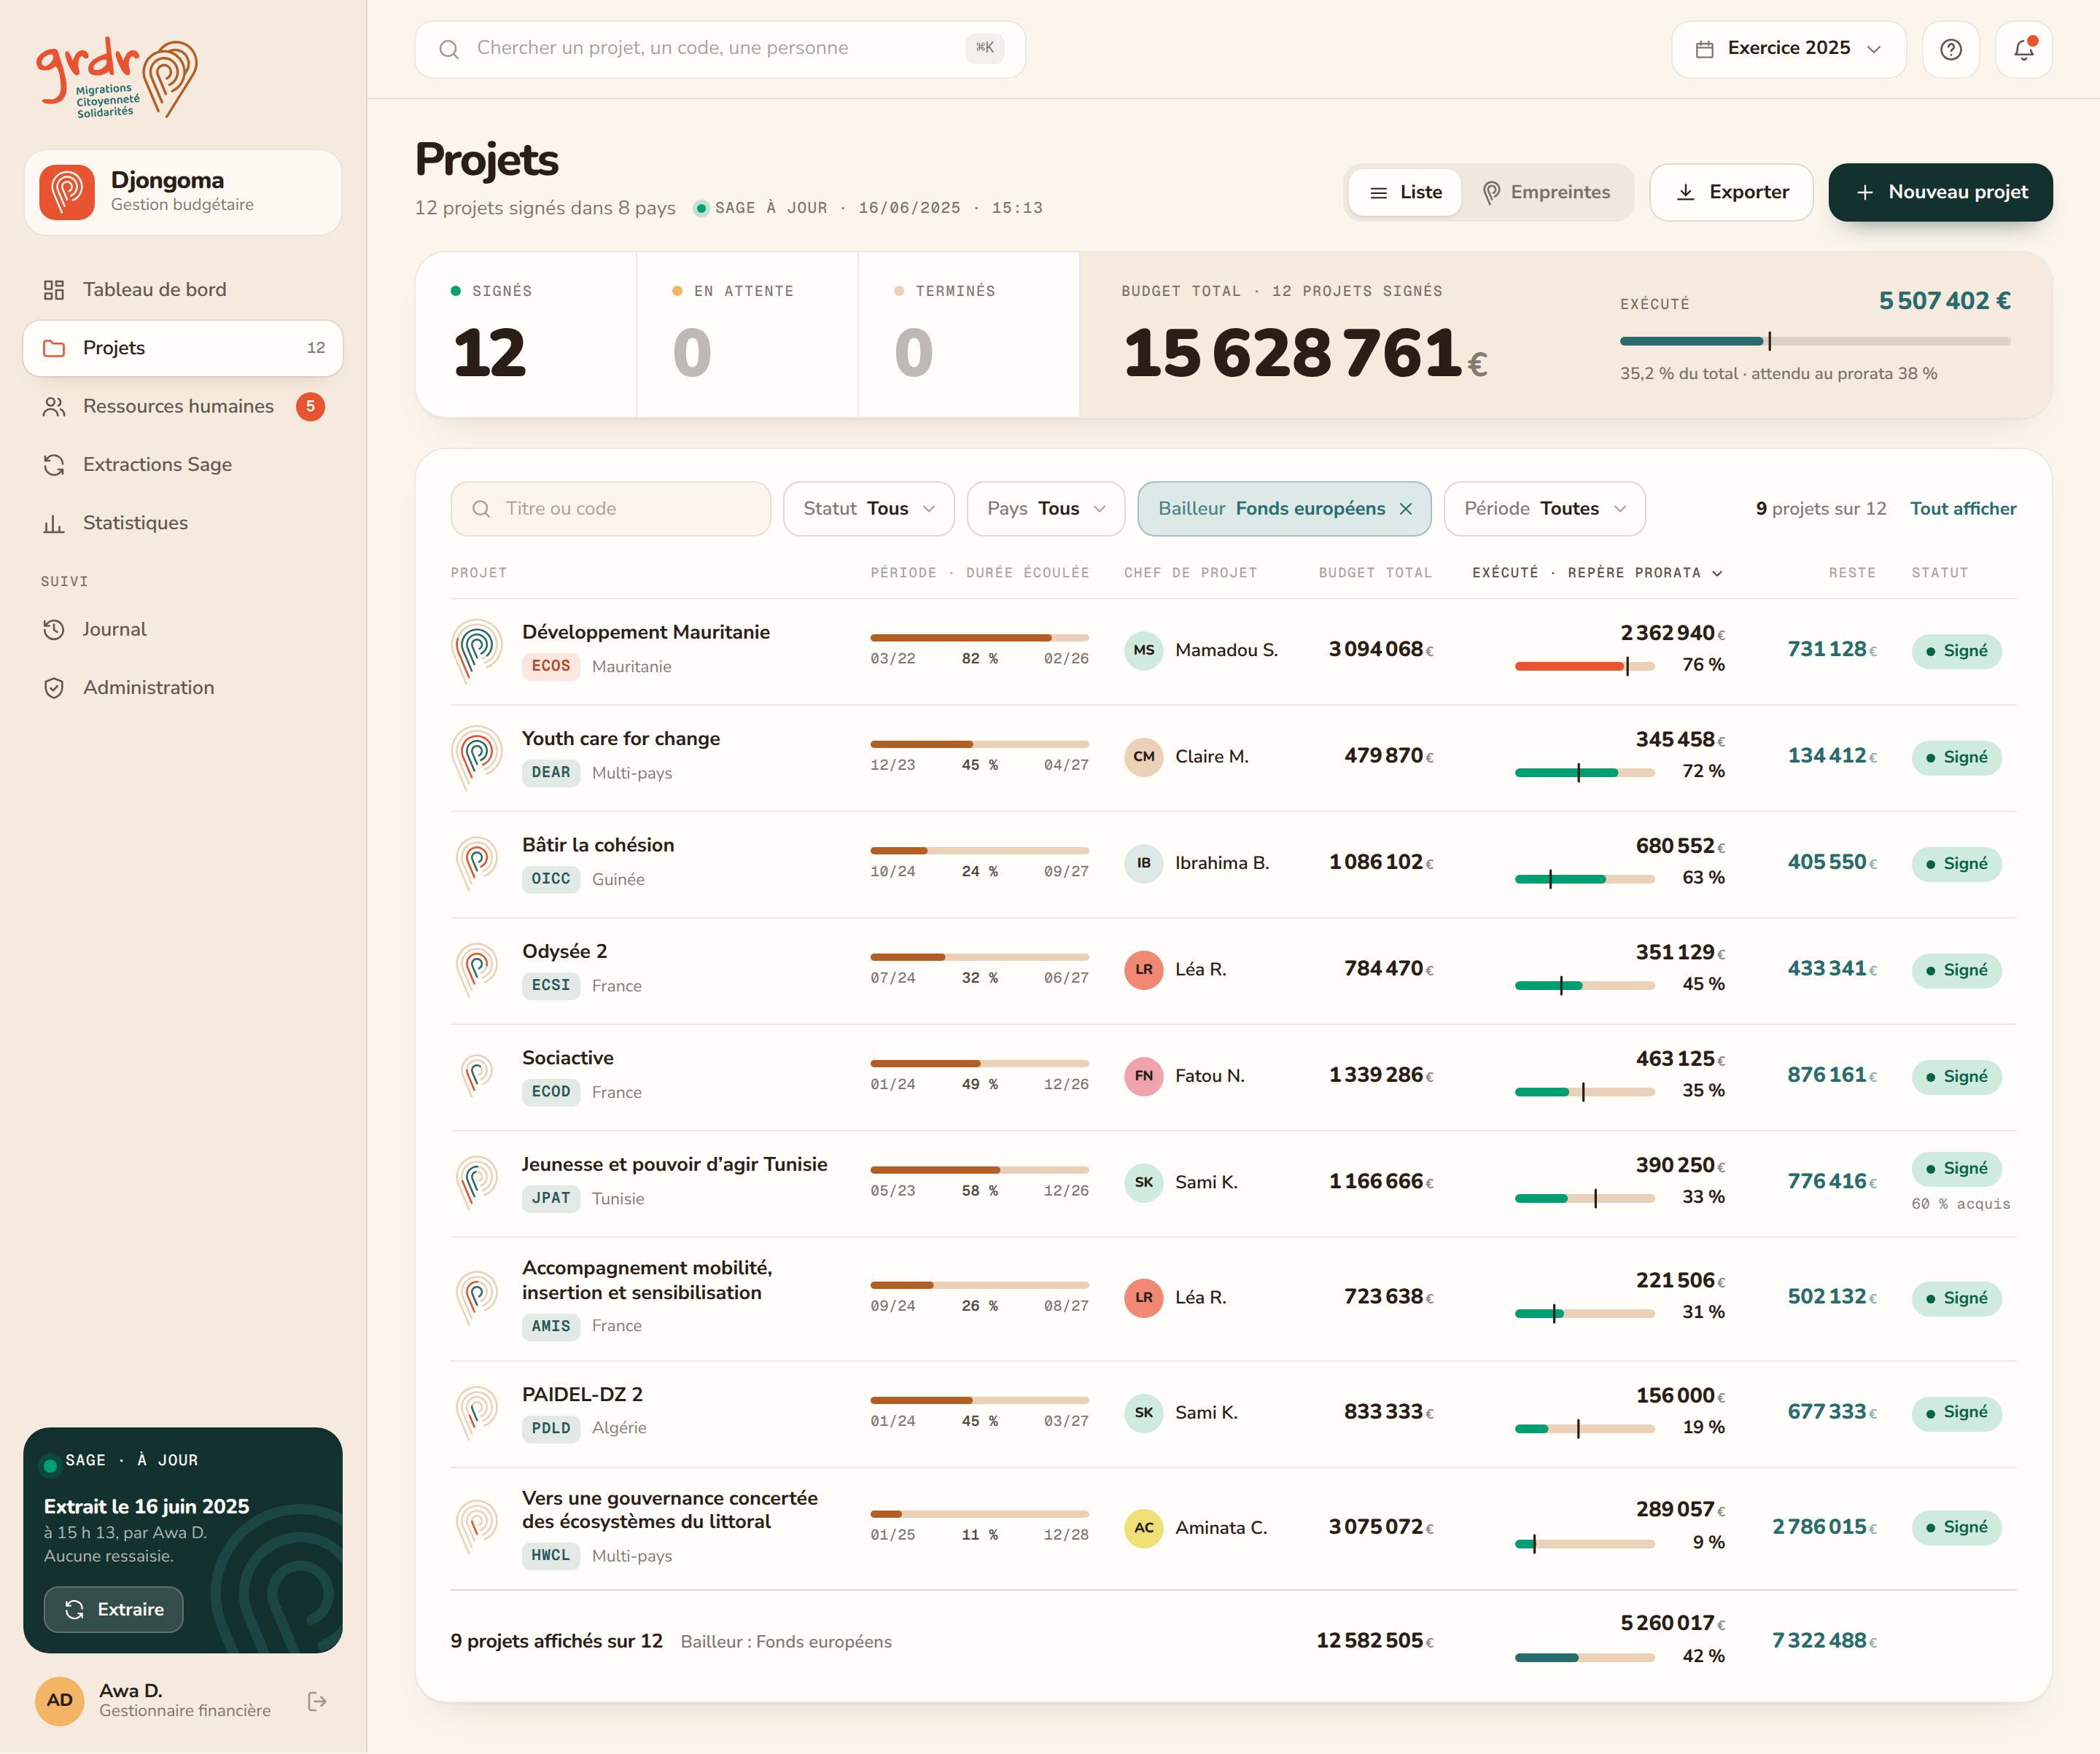 grdr
Migrations
Citoyenneté
Solidarités
Djongoma
Gestion budgétaire
Tableau de bord
Projets 12
Ressources humaines 5
Extractions Sage
Statistiques
SUIVI
Journal
Administration
SAGE · À JOUR
Extrait le 16 juin 2025
à 15 h 13, par Awa D.
Aucune ressaisie.
Extraire
AD Awa D.
Gestionnaire financière
Chercher un projet, un code, une personne ⌘K
Exercice 2025
Projets
12 projets signés dans 8 pays SAGE À JOUR · 16/06/2025 · 15:13
Liste Empreintes Exporter Nouveau projet
SIGNÉS
12
EN ATTENTE
0
TERMINÉS
0
BUDGET TOTAL · 12 PROJETS SIGNÉS
15 628 761 €
EXÉCUTÉ 5 507 402 €
35,2 % du total · attendu au prorata 38 %
Titre ou code Statut Tous Pays Tous Bailleur Fonds européens Période Toutes 9 projets sur 12 Tout afficher
PROJET PÉRIODE · DURÉE ÉCOULÉE CHEF DE PROJET BUDGET TOTAL EXÉCUTÉ · REPÈRE PRORATA RESTE STATUT
Développement Mauritanie
ECOS Mauritanie
03/22 82 % 02/26
MS Mamadou S.
3 094 068 €
2 362 940 €
76 %
731 128 €
Signé
Youth care for change
DEAR Multi-pays
12/23 45 % 04/27
CM Claire M.
479 870 €
345 458 €
72 %
134 412 €
Signé
Bâtir la cohésion
OICC Guinée
10/24 24 % 09/27
IB Ibrahima B.
1 086 102 €
680 552 €
63 %
405 550 €
Signé
Odysée 2
ECSI France
07/24 32 % 06/27
LR Léa R.
784 470 €
351 129 €
45 %
433 341 €
Signé
Sociactive
ECOD France
01/24 49 % 12/26
FN Fatou N.
1 339 286 €
463 125 €
35 %
876 161 €
Signé
Jeunesse et pouvoir d’agir Tunisie
JPAT Tunisie
05/23 58 % 12/26
SK Sami K.
1 166 666 €
390 250 €
33 %
776 416 €
Signé
60 % acquis
Accompagnement mobilité,
insertion et sensibilisation
AMIS France
09/24 26 % 08/27
LR Léa R.
723 638 €
221 506 €
31 %
502 132 €
Signé
PAIDEL-DZ 2
PDLD Algérie
01/24 45 % 03/27
SK Sami K.
833 333 €
156 000 €
19 %
677 333 €
Signé
Vers une gouvernance concertée
des écosystèmes du littoral
HWCL Multi-pays
01/25 11 % 12/28
AC Aminata C.
3 075 072 €
289 057 €
9 %
2 786 015 €
Signé
9 projets affichés sur 12 Bailleur : Fonds européens
12 582 505 €
5 260 017 €
42 %
7 322 488 €